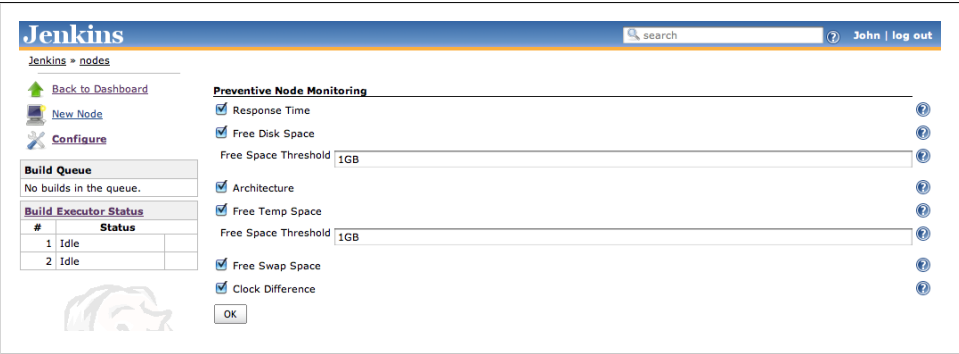 Jenkins
search
John | log out
Jenkins » nodes
Back to Dashboard
New Node
Configure
Build Queue
No builds in the queue.
Build Executor Status
# Status
1 Idle
2 Idle
Preventive Node Monitoring
Response Time
Free Disk Space
Free Space Threshold 1GB
Architecture
Free Temp Space
Free Space Threshold 1GB
Free Swap Space
Clock Difference
OK